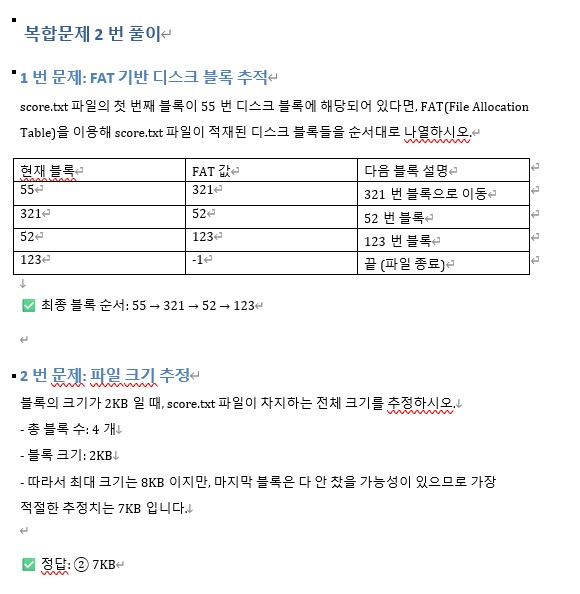 복합문제 2 번 풀이
1 번 문제: FAT 기반 디스크 블록 추적
score.txt 파일의 첫 번째 블록이 55 번 디스크 블록에 해당되어 있다면, FAT(File Allocation
Table)을 이용해 score.txt 파일이 적재된 디스크 블록들을 순서대로 나열하시오.
현재 블록 FAT 값 다음 블록 설명
55 321 321 번 블록으로 이동
321 52 52 번 블록
52 123 123 번 블록
123 -1 끝 (파일 종료)
✅ 최종 블록 순서: 55 → 321 → 52 → 123
2 번 문제: 파일 크기 추정
블록의 크기가 2KB 일 때, score.txt 파일이 차지하는 전체 크기를 추정하시오.
- 총 블록 수: 4 개
- 블록 크기: 2KB
- 따라서 최대 크기는 8KB 이지만, 마지막 블록은 다 안 찼을 가능성이 있으므로 가장
적절한 추정치는 7KB 입니다.
✅ 정답: ② 7KB